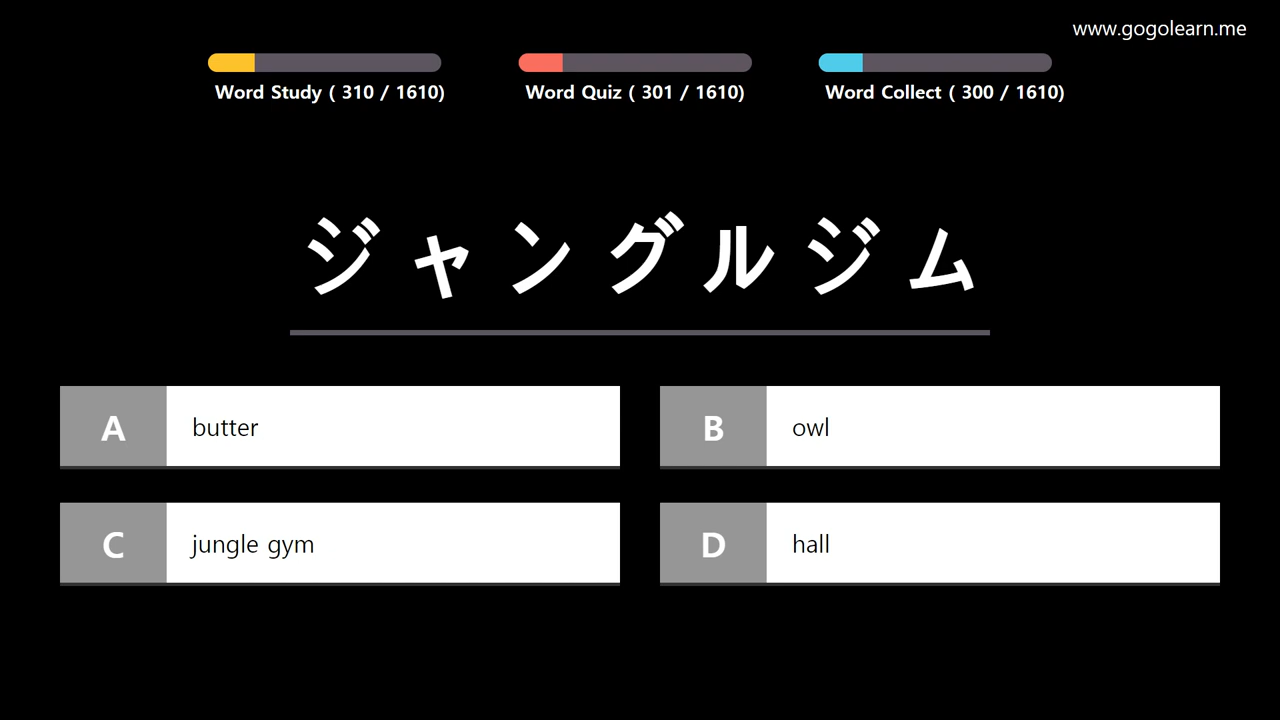 www.gogolearn.me
Word Study ( 310 / 1610)
Word Quiz ( 301 / 1610)
Word Collect ( 300 / 1610)
ジャングルジム
A butter
B owl
C jungle gym
D hall